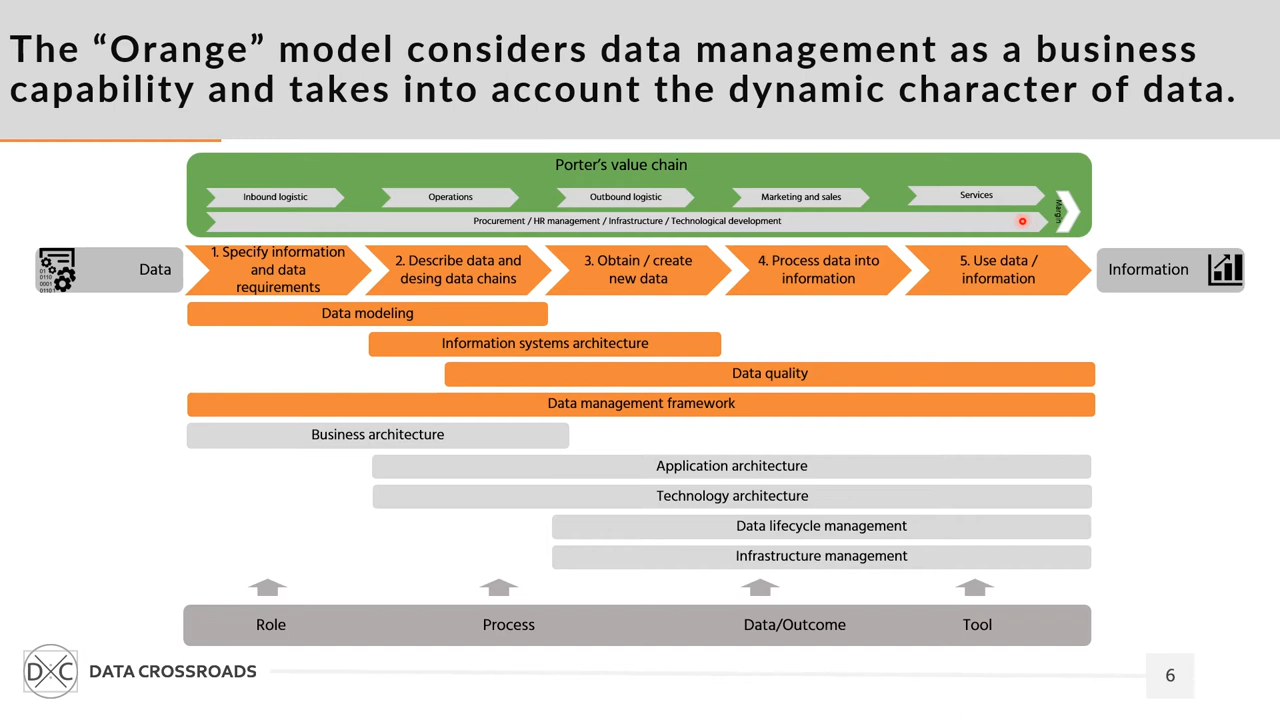 The “Orange” model considers data management as a business
capability and takes into account the dynamic character of data.
Porter’s value chain
Inbound logistic
Operations
Outbound logistic
Marketing and sales
Services
Procurement / HR management / Infrastructure / Technological development
Margin
Data
1. Specify information
and data
requirements
2. Describe data and
desing data chains
3. Obtain / create
new data
4. Process data into
information
5. Use data /
information
Information
Data modeling
Information systems architecture
Data quality
Data management framework
Business architecture
Application architecture
Technology architecture
Data lifecycle management
Infrastructure management
Role
Process
Data/Outcome
Tool
DXC
DATA CROSSROADS
6